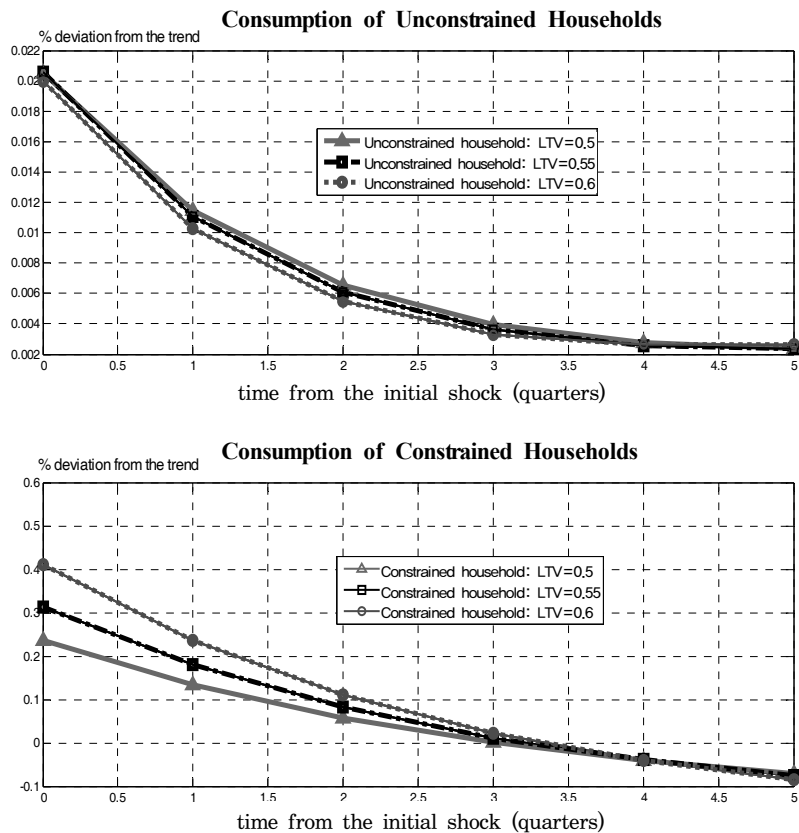 Consumption of Unconstrained Households
% deviation from the trend
0.022
0.02
0.018
0.016
0.014
0.012
0.01
0.008
0.006
0.004
0.002
Unconstrained household: LTV=0.5
Unconstrained household: LTV=0.55
Unconstrained household: LTV=0.6
0 0.5 1 1.5 2 2.5 3 3.5 4 4.5 5
time from the initial shock (quarters)
Consumption of Constrained Households
% deviation from the trend
0.6
0.5
0.4
0.3
0.2
0.1
0
-0.1
Constrained household: LTV=0.5
Constrained household: LTV=0.55
Constrained household: LTV=0.6
0 0.5 1 1.5 2 2.5 3 3.5 4 4.5 5
time from the initial shock (quarters)